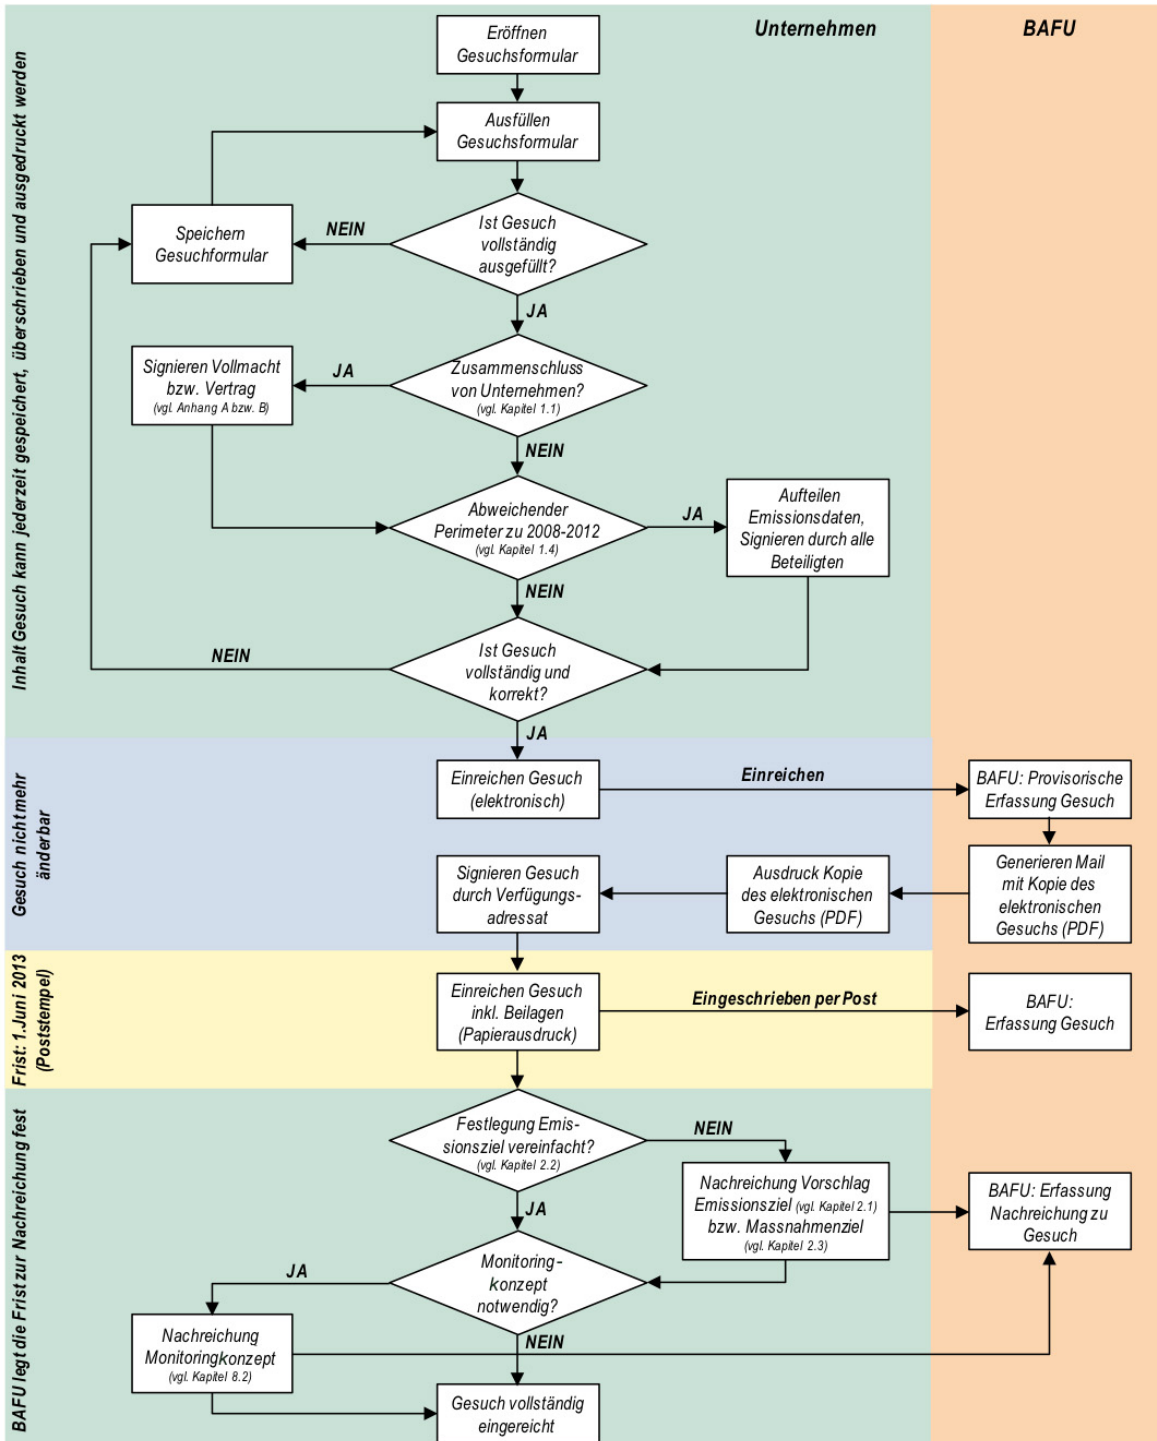 Unternehmen
BAFU
Inhalt Gesuch kann jederzeit gespeichert, überschrieben und ausgedruckt werden
Eröffnen
Gesuchsformular
Ausfüllen
Gesuchsformular
Ist Gesuch
vollständig
ausgefüllt?
NEIN
Speichern
Gesuchformular
JA
Zusammenschluss
von Unternehmen?
(vgl. Kapitel 1.1)
JA
Signieren Vollmacht
bzw. Vertrag
(vgl. Anhang A bzw. B)
NEIN
Abweichender
Perimeter zu 2008-2012
(vgl. Kapitel 1.4)
JA
Aufteilen
Emissionsdaten,
Signieren durch alle
Beteiligten
NEIN
Ist Gesuch
vollständig und
korrekt?
NEIN
JA
Gesuch nicht mehr
änderbar
Einreichen Gesuch
(elektronisch)
Einreichen
BAFU: Provisorische
Erfassung Gesuch
Generieren Mail
mit Kopie des
elektronischen
Gesuchs (PDF)
Ausdruck Kopie
des elektronischen
Gesuchs (PDF)
Signieren Gesuch
durch Verfügungs-
adressat
Frist: 1.Juni 2013
(Poststempel)
Einreichen Gesuch
inkl. Beilagen
(Papierausdruck)
Eingeschrieben per Post
BAFU:
Erfassung Gesuch
BAFU legt die Frist zur Nachreichung fest
Festlegung Emis-
sionsziel vereinfacht?
(vgl. Kapitel 2.2)
NEIN
Nachreichung Vorschlag
Emissionsziel (vgl. Kapitel 2.1)
bzw. Massnahmenziel
(vgl. Kapitel 2.3)
BAFU: Erfassung
Nachreichung zu
Gesuch
JA
Monitoring-
konzept
notwendig?
JA
Nachreichung
Monitoringkonzept
(vgl. Kapitel 8.2)
NEIN
Gesuch vollständig
eingereicht